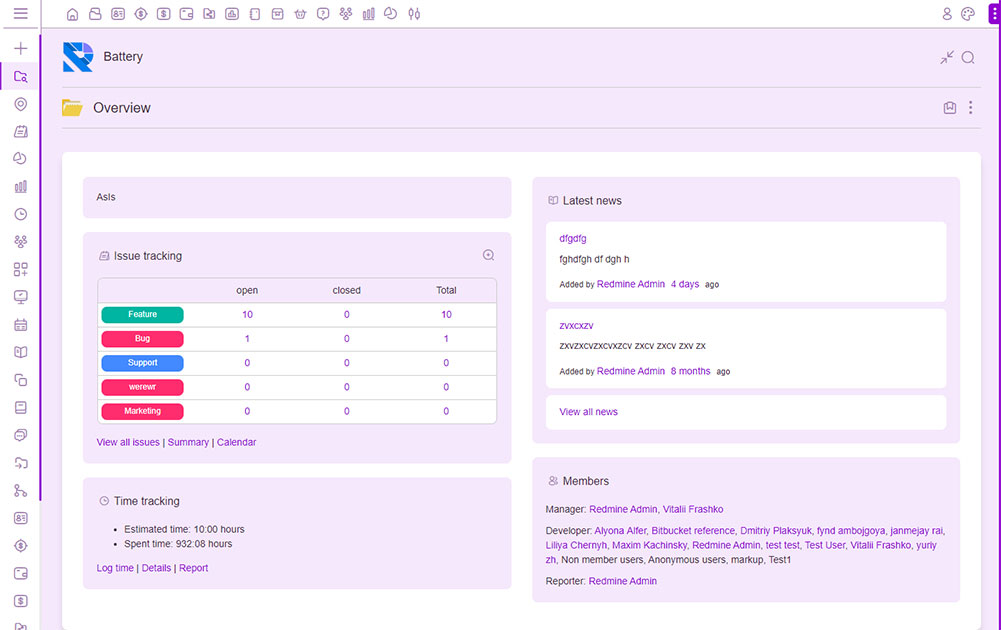 Battery
Overview
AsIs
Issue tracking
open closed Total
Feature 10 0 10
Bug 1 0 1
Support 0 0 0
werewr 0 0 0
Marketing 0 0 0
View all issues | Summary | Calendar
Time tracking
• Estimated time: 10:00 hours
• Spent time: 932:08 hours
Log time | Details | Report
Latest news
dfgdfg
fghdfgh df dgh h
Added by Redmine Admin 4 days ago
zvxcxzv
zxvzxcvzxcvxzcv zxcv zxcv zxv zx
Added by Redmine Admin 8 months ago
View all news
Members
Manager: Redmine Admin, Vitalii Frashko
Developer: Alyona Alfer, Bitbucket reference, Dmitriy Plaksyuk, fynd ambojgoya, janmejay rai,
Liliya Chernyh, Maxim Kachinsky, Redmine Admin, test test, Test User, Vitalii Frashko, yuriy
zh, Non member users, Anonymous users, markup, Test1
Reporter: Redmine Admin